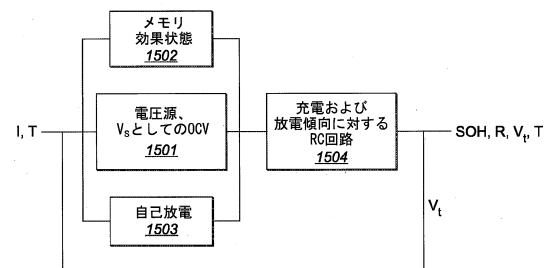 メモリ
効果状態
1502
I, T
電圧源、
VsとしてのOCV
1501
充電および
放電傾向に対する
RC回路
1504
SOH, R, Vt, T
自己放電
1503
Vt